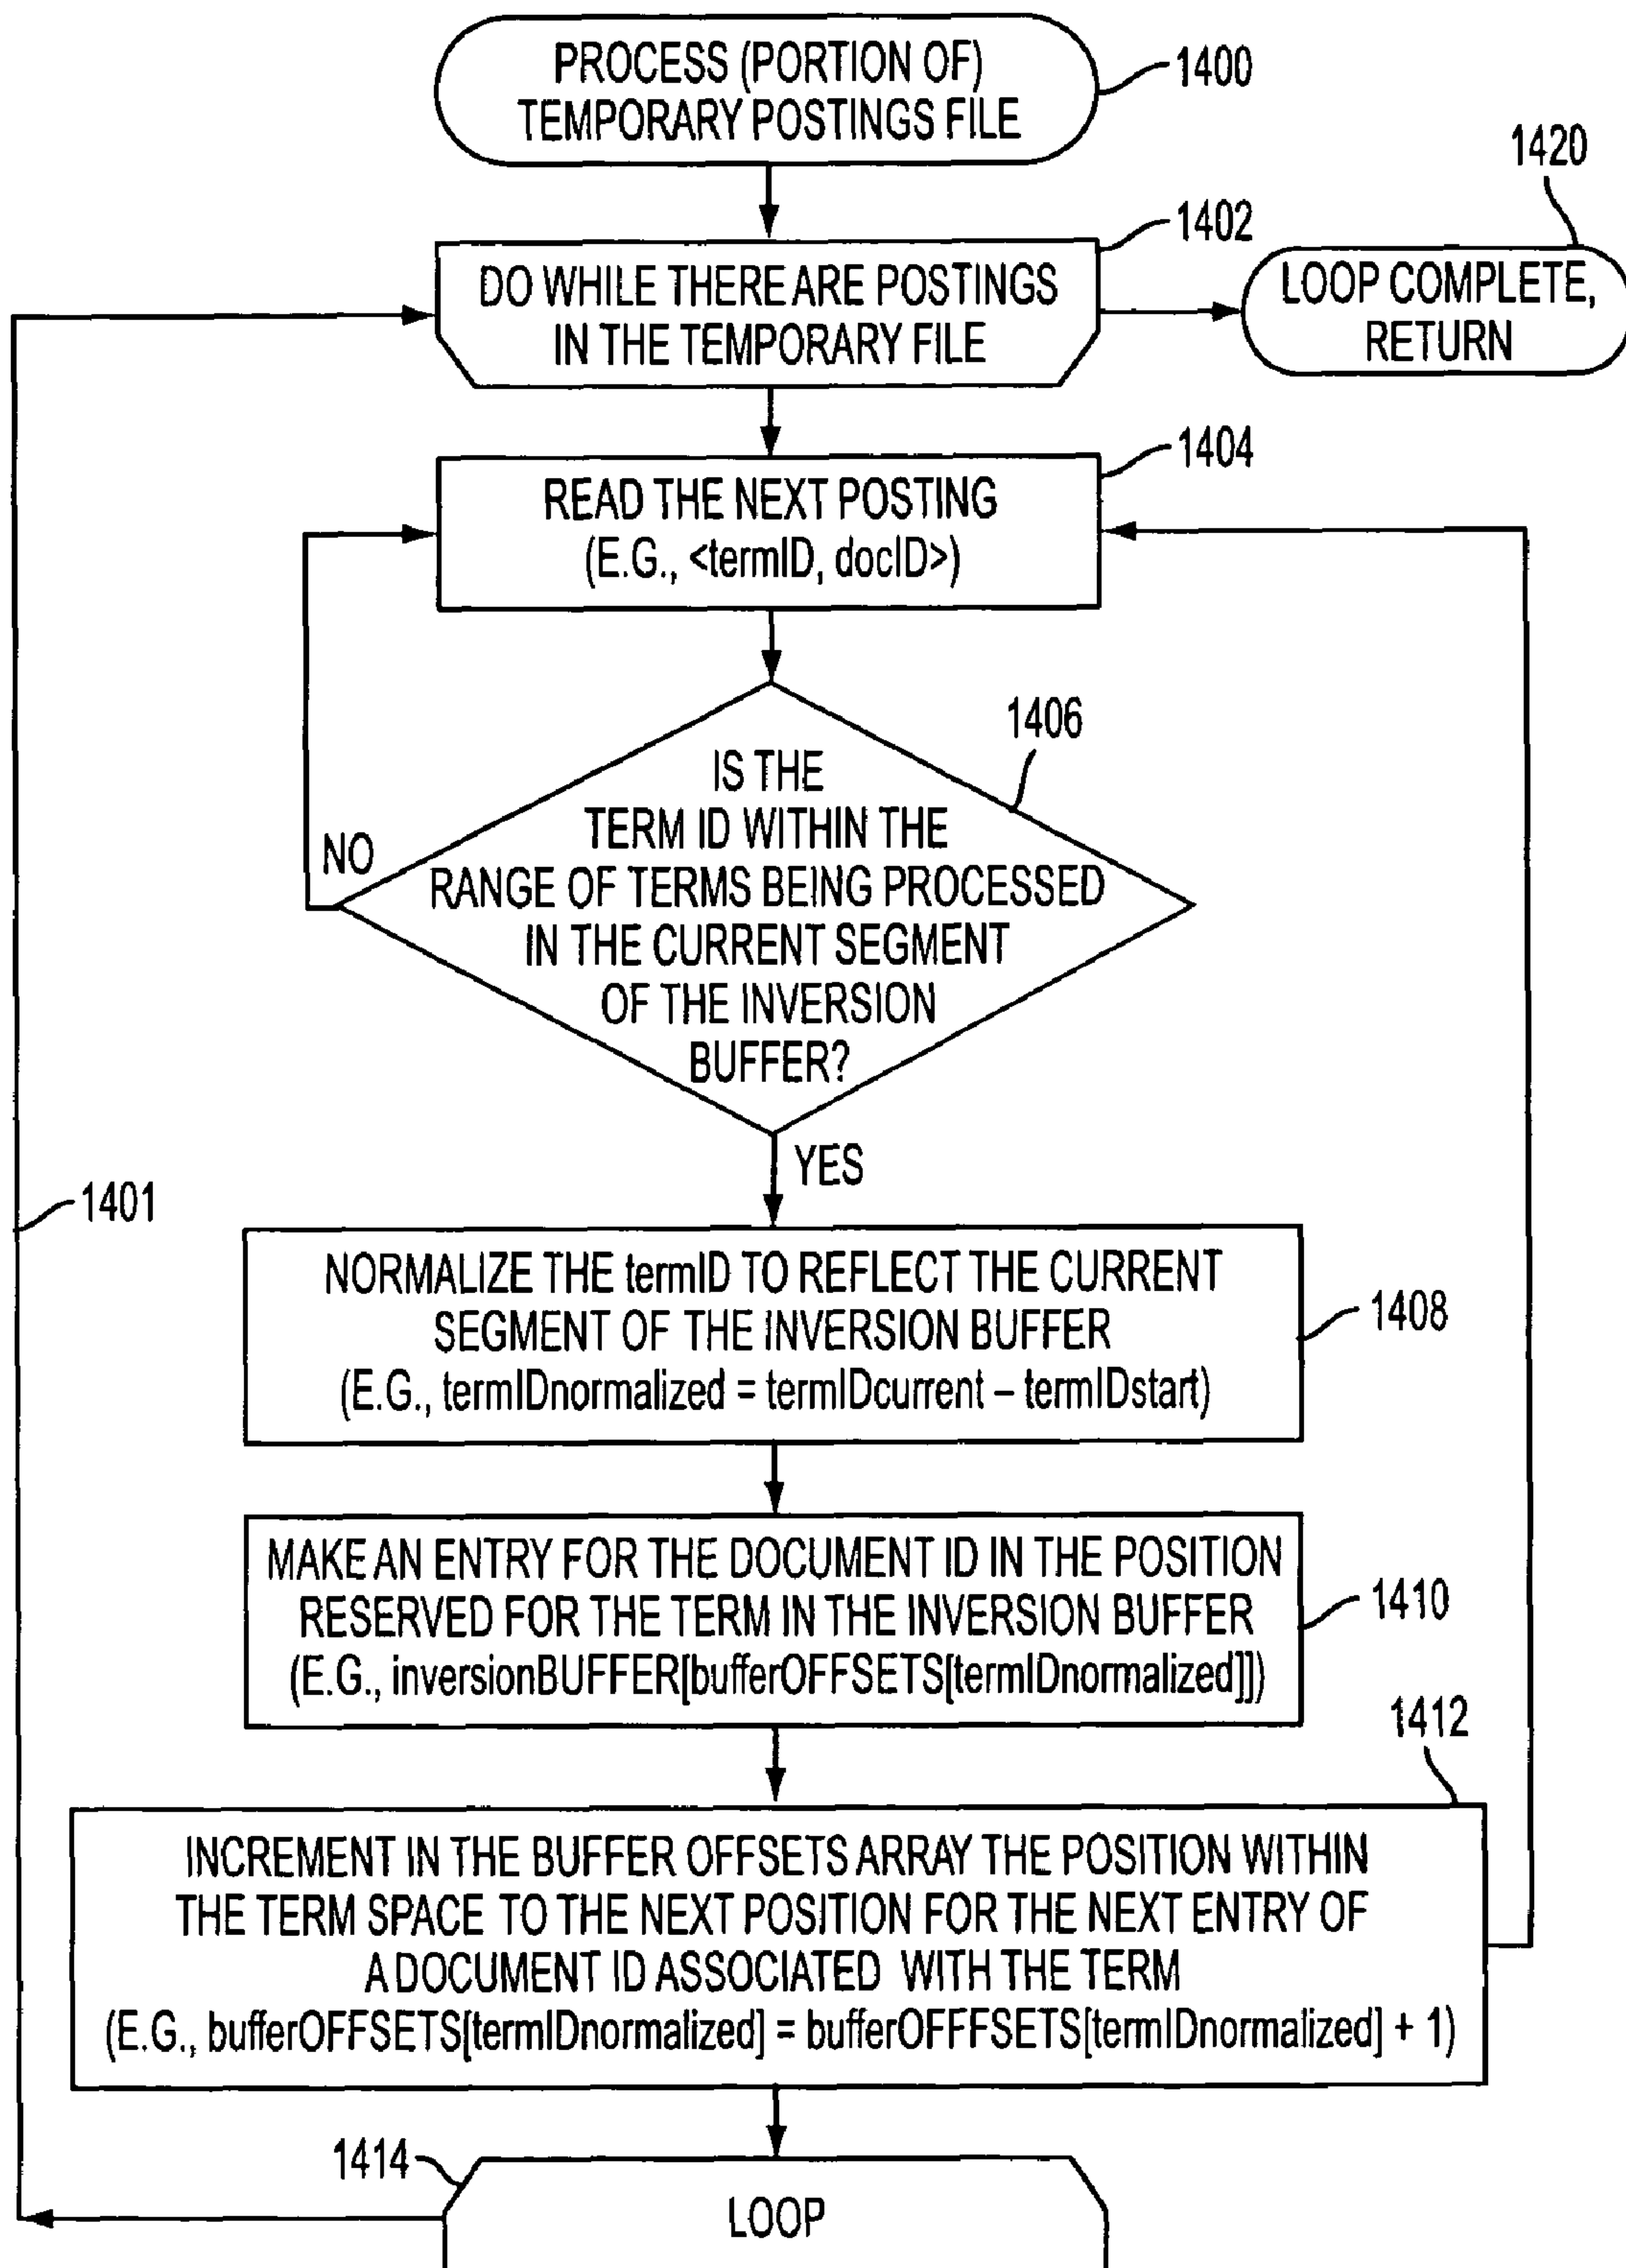 PROCESS (PORTION OF)
TEMPORARY POSTINGS FILE
1400
1420
1402
DO WHILE THERE ARE POSTINGS
IN THE TEMPORARY FILE
LOOP COMPLETE,
RETURN
1404
READ THE NEXT POSTING
(E.G., <termID, docID>)
1406
IS THE
TERM ID WITHIN THE
RANGE OF TERMS BEING PROCESSED
IN THE CURRENT SEGMENT
OF THE INVERSION
BUFFER?
NO
YES
1401
NORMALIZE THE termID TO REFLECT THE CURRENT
SEGMENT OF THE INVERSION BUFFER
(E.G., termIDnormalized = termIDcurrent – termIDstart)
1408
MAKE AN ENTRY FOR THE DOCUMENT ID IN THE POSITION
RESERVED FOR THE TERM IN THE INVERSION BUFFER
(E.G., inversionBUFFER[bufferOFFSETS[termIDnormalized]])
1410
1412
INCREMENT IN THE BUFFER OFFSETS ARRAY THE POSITION WITHIN
THE TERM SPACE TO THE NEXT POSITION FOR THE NEXT ENTRY OF
A DOCUMENT ID ASSOCIATED WITH THE TERM
(E.G., bufferOFFSETS[termIDnormalized] = bufferOFFFSETS[termIDnormalized] + 1)
1414
LOOP